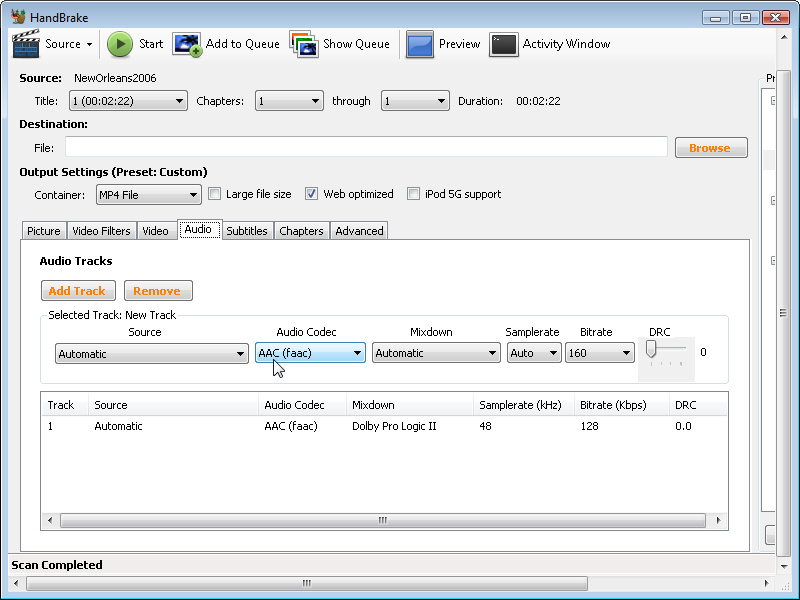 HandBrake
Source Start Add to Queue Show Queue Preview Activity Window
Source: NewOrleans2006
Title: 1 (00:02:22) Chapters: 1 through 1 Duration: 00:02:22
Destination:
File: Browse
Output Settings (Preset: Custom)
Container: MP4 File Large file size Web optimized iPod 5G support
Picture Video Filters Video Audio Subtitles Chapters Advanced
Audio Tracks
Add Track Remove
Selected Track: New Track
Source Audio Codec Mixdown Samplerate Bitrate DRC
Automatic AAC (faac) Automatic Auto 160 0
Track Source Audio Codec Mixdown Samplerate (kHz) Bitrate (Kbps) DRC
1 Automatic AAC (faac) Dolby Pro Logic II 48 128 0.0
Scan Completed